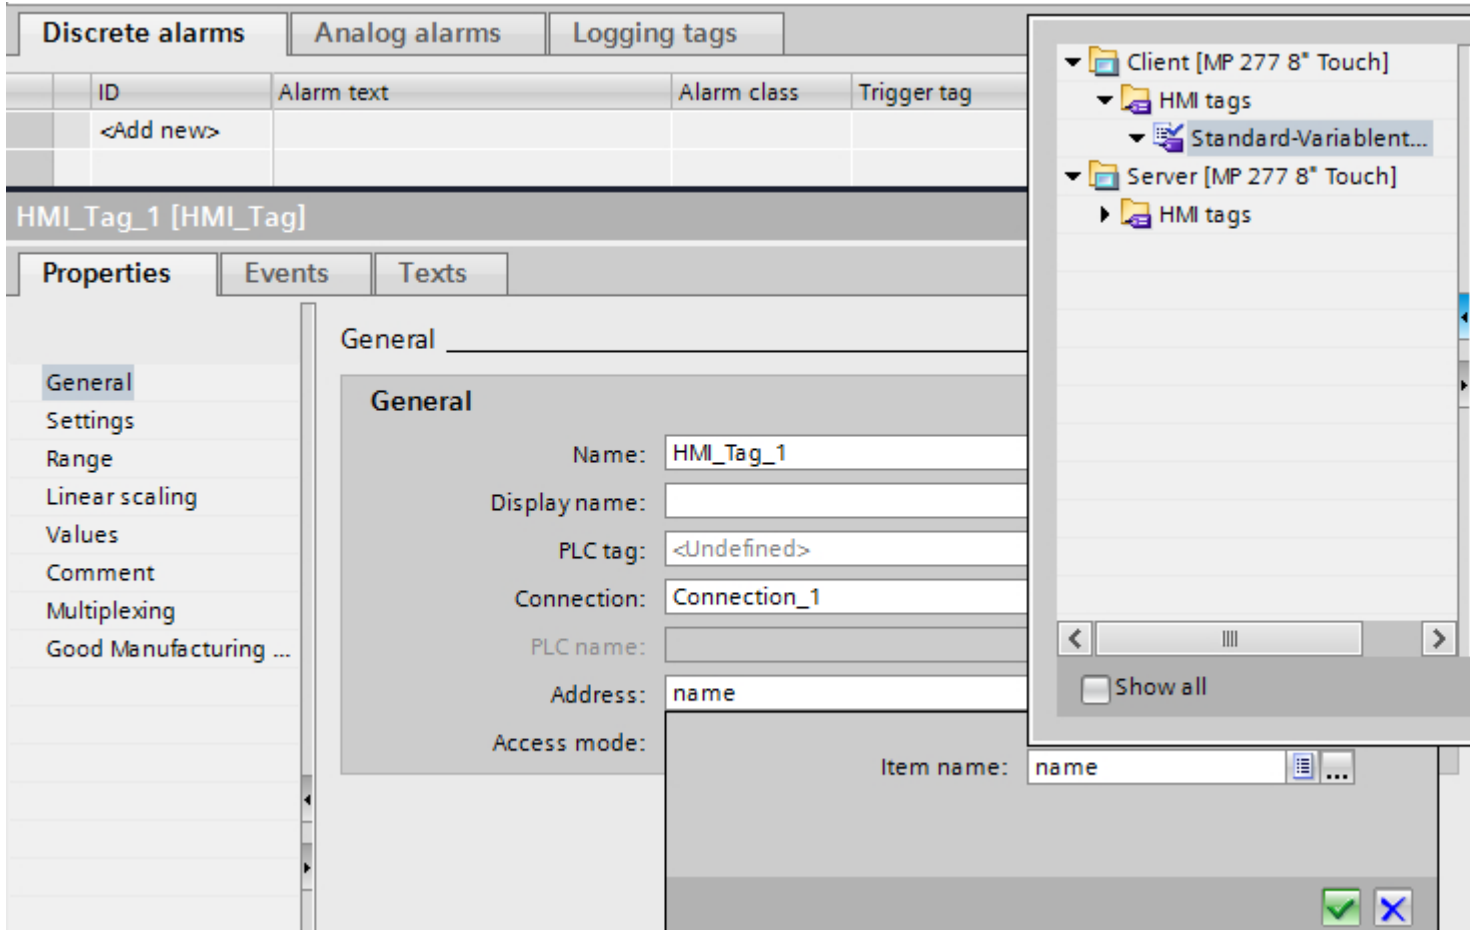 Discrete alarms Analog alarms Logging tags
ID Alarm text Alarm class Trigger tag
<Add new>
HMI_Tag_1 [HMI_Tag]
Properties Events Texts
General
Settings
Range
Linear scaling
Values
Comment
Multiplexing
Good Manufacturing ...
General
General
Name: HMI_Tag_1
Display name:
PLC tag: <Undefined>
Connection: Connection_1
PLC name:
Address: name
Access mode:
Item name: name
...
Client [MP 277 8" Touch]
HMI tags
Standard-Variablent...
Server [MP 277 8" Touch]
HMI tags
Show all